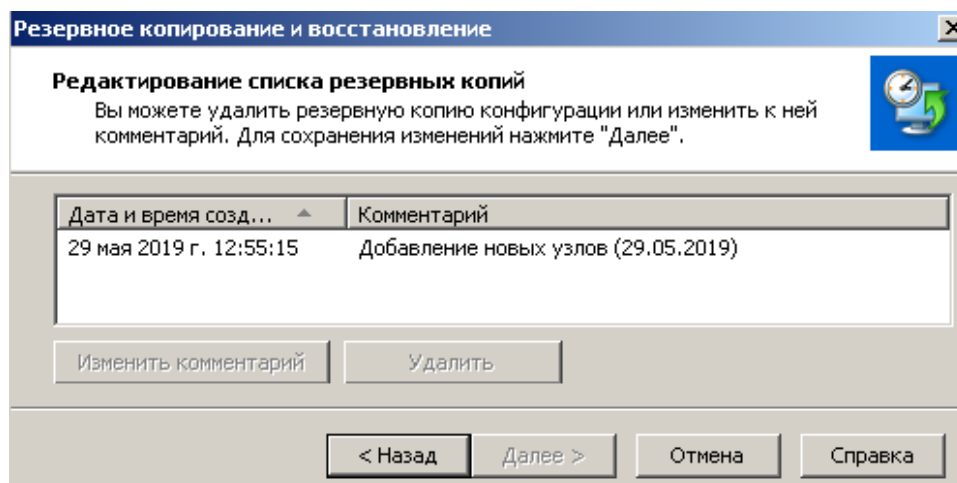 Резервное копирование и восстановление
Редактирование списка резервных копий
Вы можете удалить резервную копию конфигурации или изменить к ней
комментарий. Для сохранения изменений нажмите "Далее".
Дата и время созд... Комментарий
29 мая 2019 г. 12:55:15 Добавление новых узлов (29.05.2019)
Изменить комментарий Удалить
< Назад Далее > Отмена Справка